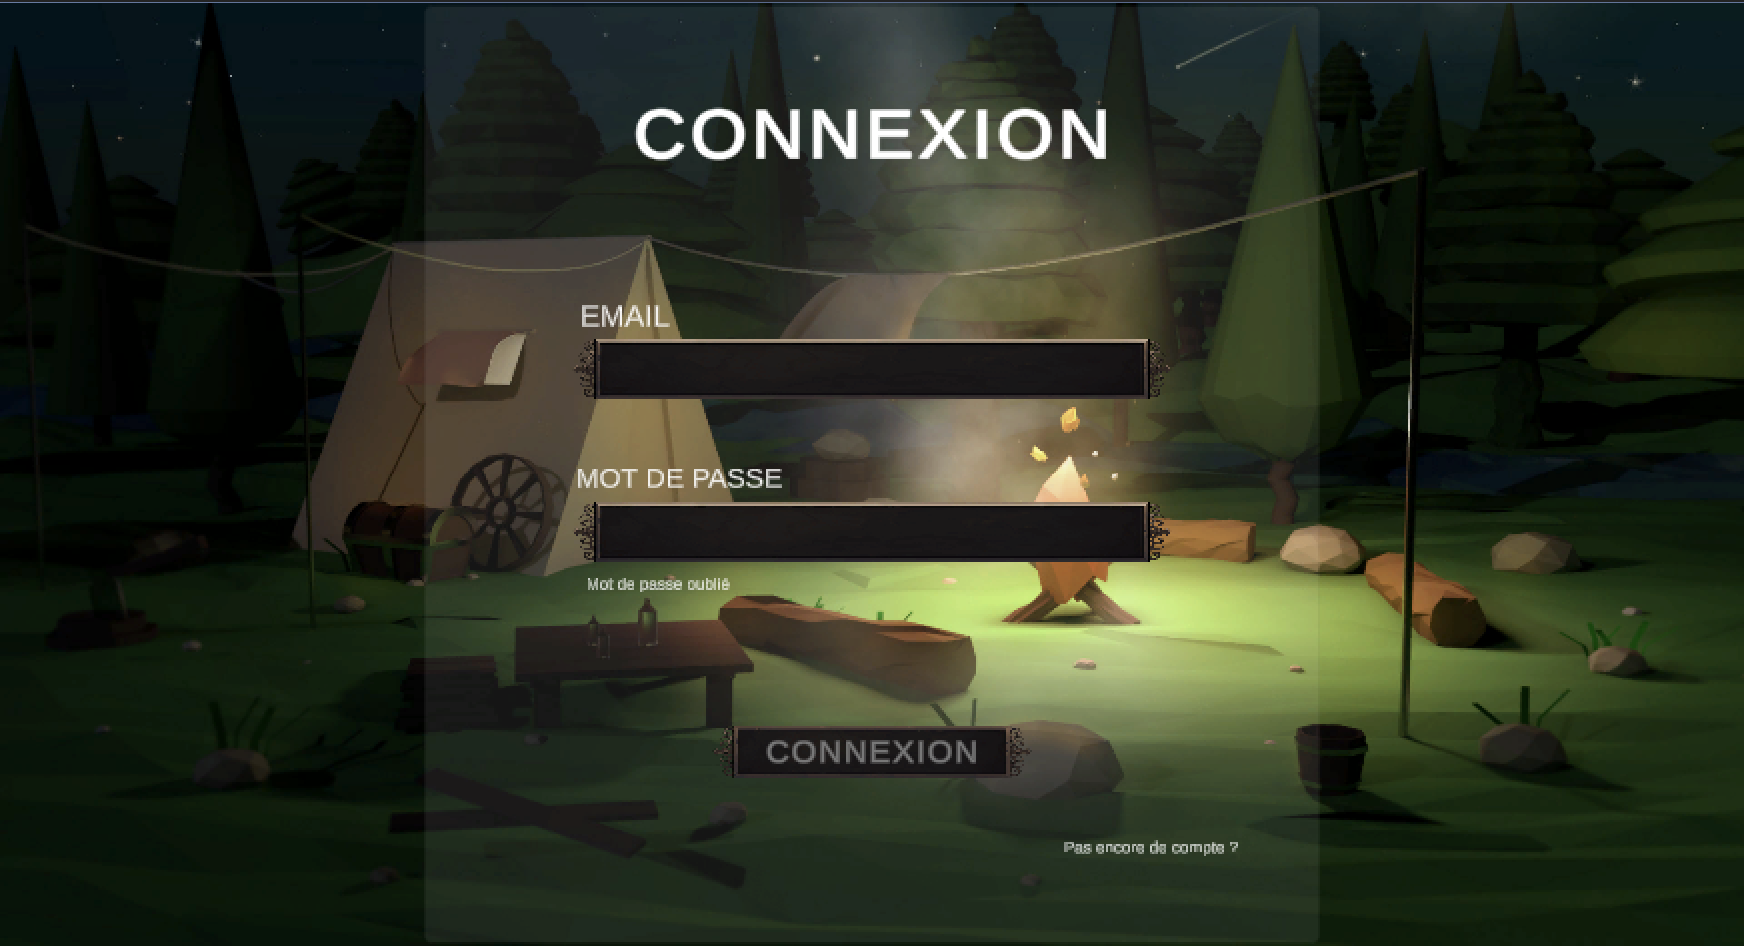 CONNEXION
EMAIL
MOT DE PASSE
Mot de passe oublié
CONNEXION
Pas encore de compte ?